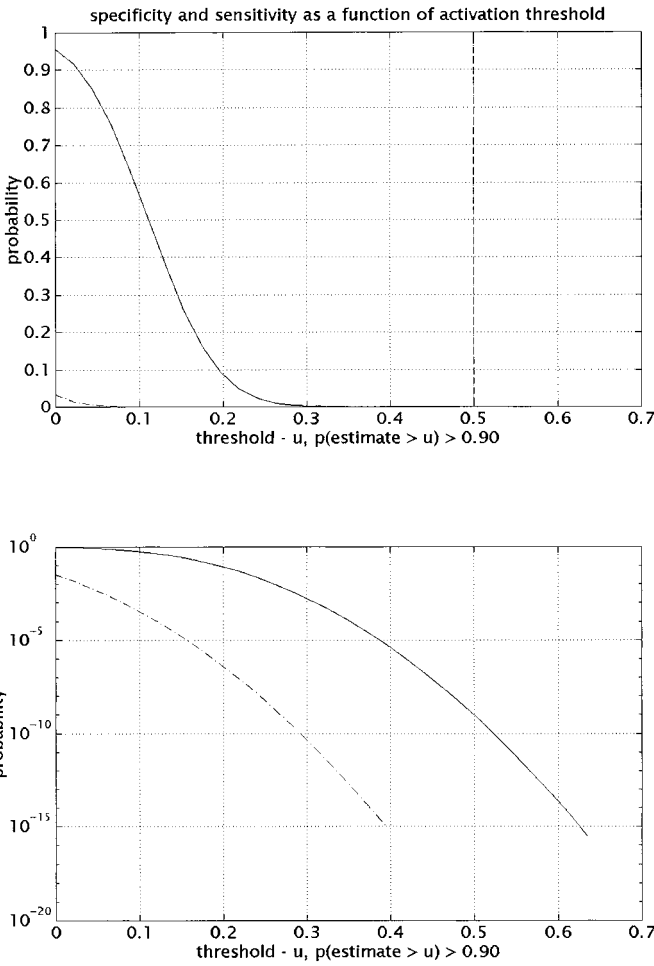 specificity and sensitivity as a function of activation threshold
1
0.9
0.8
0.7
0.6
0.5
0.4
0.3
0.2
0.1
0
probability
0 0.1 0.2 0.3 0.4 0.5 0.6 0.7
threshold - u, p(estimate > u) > 0.90
10^0
10^-5
10^-10
10^-15
10^-20
probability
0 0.1 0.2 0.3 0.4 0.5 0.6 0.7
threshold - u, p(estimate > u) > 0.90